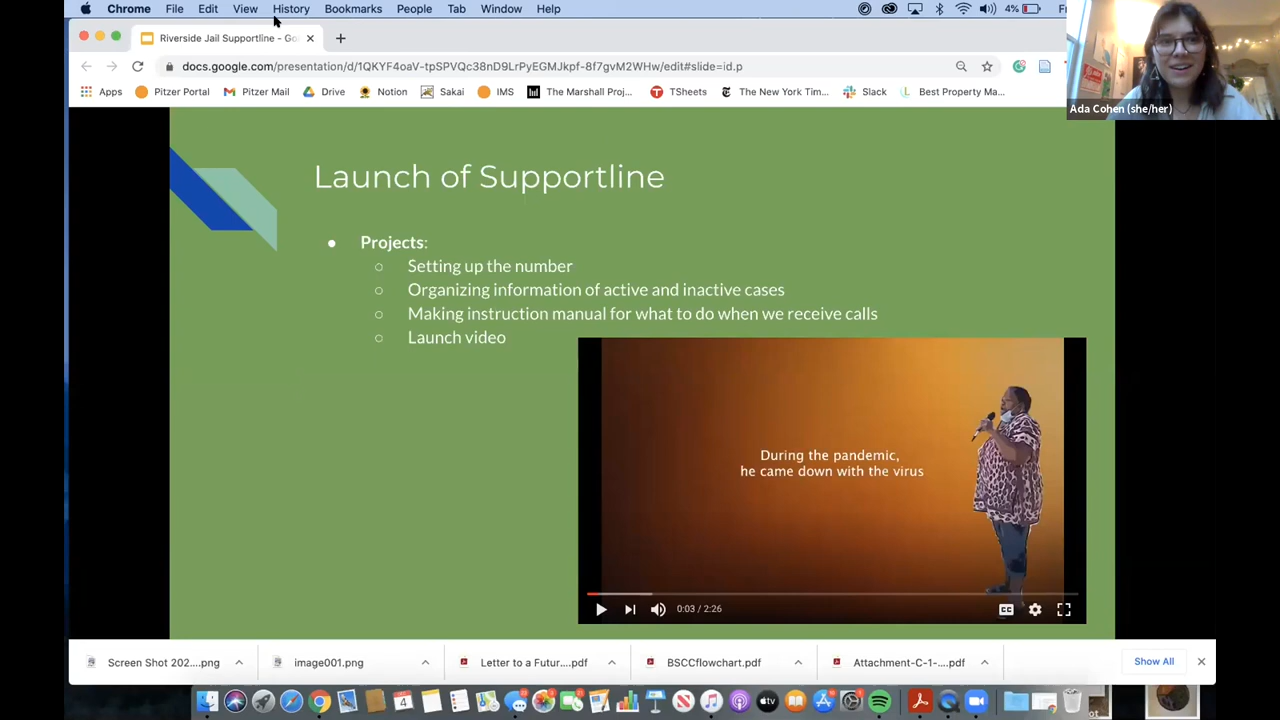 Chrome File Edit View History Bookmarks People Tab Window Help 4% Fr
Riverside Jail Supportline - Go
docs.google.com/presentation/d/1QKYF4oaV-tpSPVQc33nD9LrPyEGMJkpf-8f7gvM2WHw/edit#slide=id.p
Apps Pitzer Portal Pitzer Mail Drive Notion Sakai IMS The Marshall Proj... TSheets The New York Tim... Slack Best Property Ma...
Ada Cohen (she/her)
Launch of Supportline
● Projects:
○ Setting up the number
○ Organizing information of active and inactive cases
○ Making instruction manual for what to do when we receive calls
○ Launch video
During the pandemic,
he came down with the virus
0:03 / 2:26
CC
Screen Shot 202....png image001.png Letter to a Futur....pdf BSCCflowchart.pdf Attachment-C-1-....pdf Show All